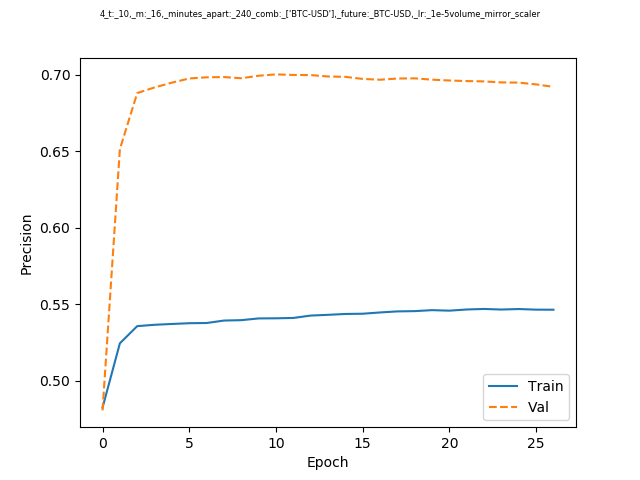 4_t:_10,_m:_16,_minutes_apart:_240_comb:_['BTC-USD'],_future:_BTC-USD,_lr:_1e-5volume_mirror_scaler
0.70
0.65
0.60
0.55
0.50
Precision
Train
Val
0 5 10 15 20 25
Epoch